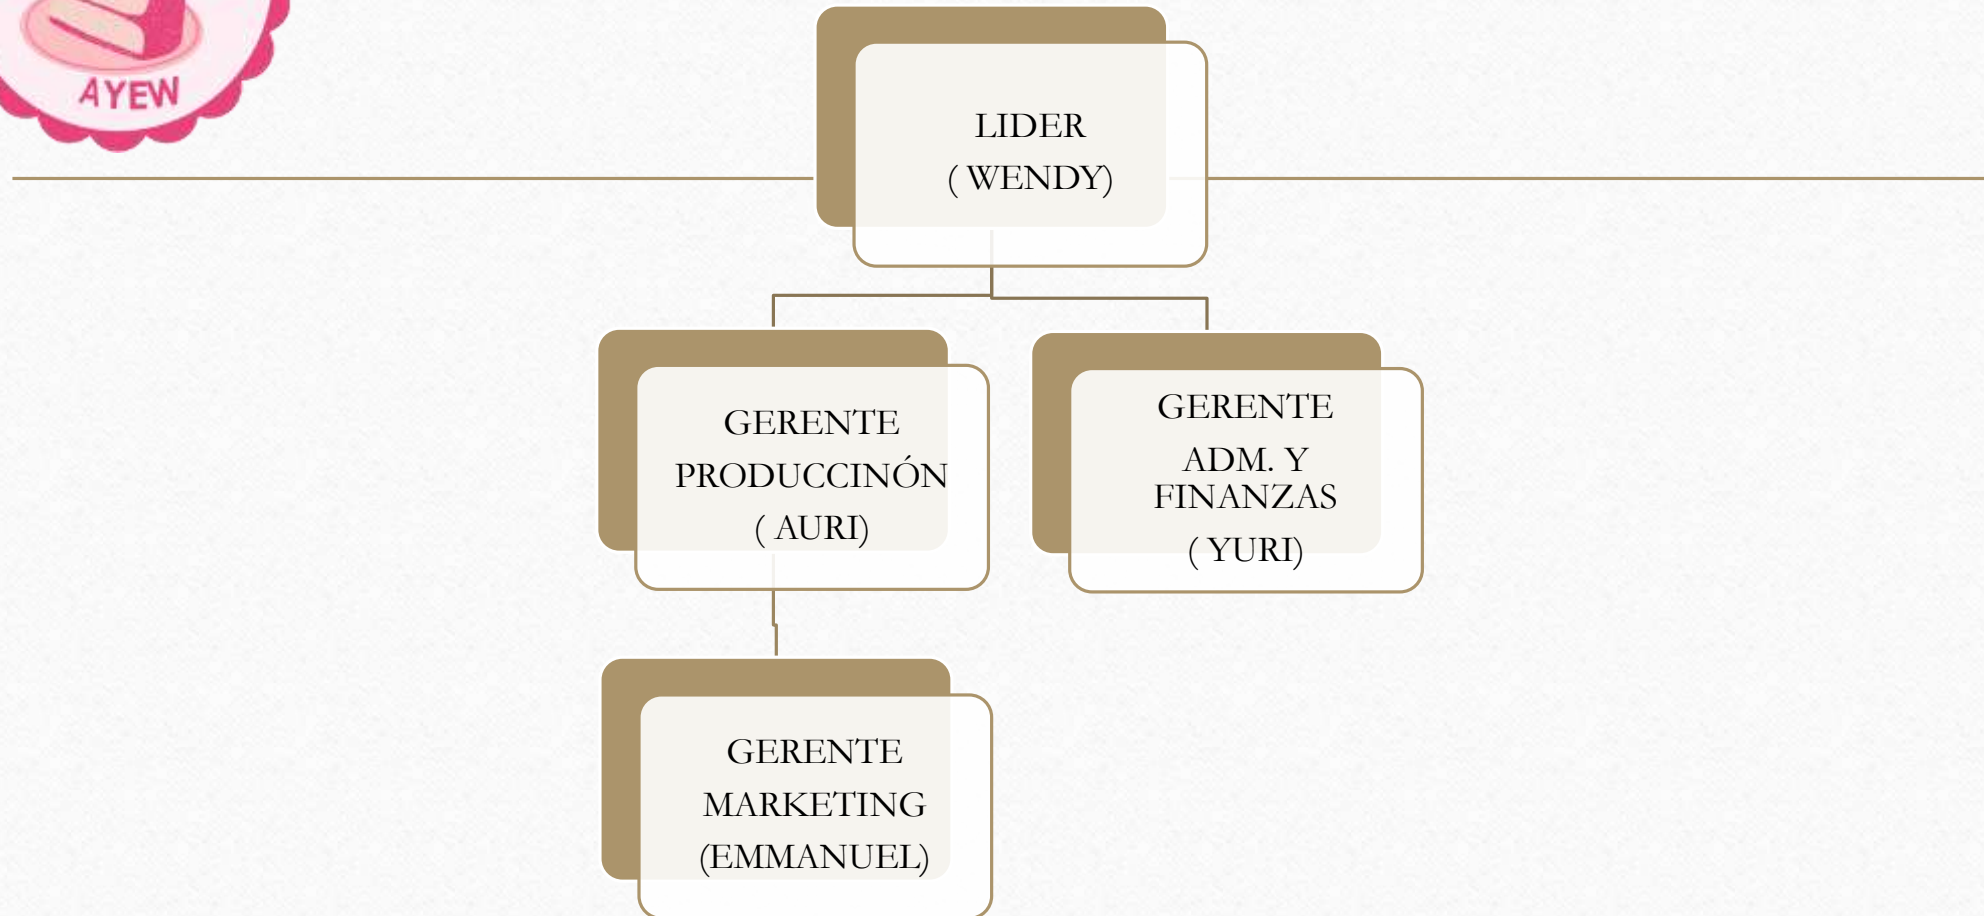 AYEW
LIDER
( WENDY)
GERENTE
PRODUCCINÓN
( AURI)
GERENTE
ADM. Y
FINANZAS
( YURI)
GERENTE
MARKETING
(EMMANUEL)